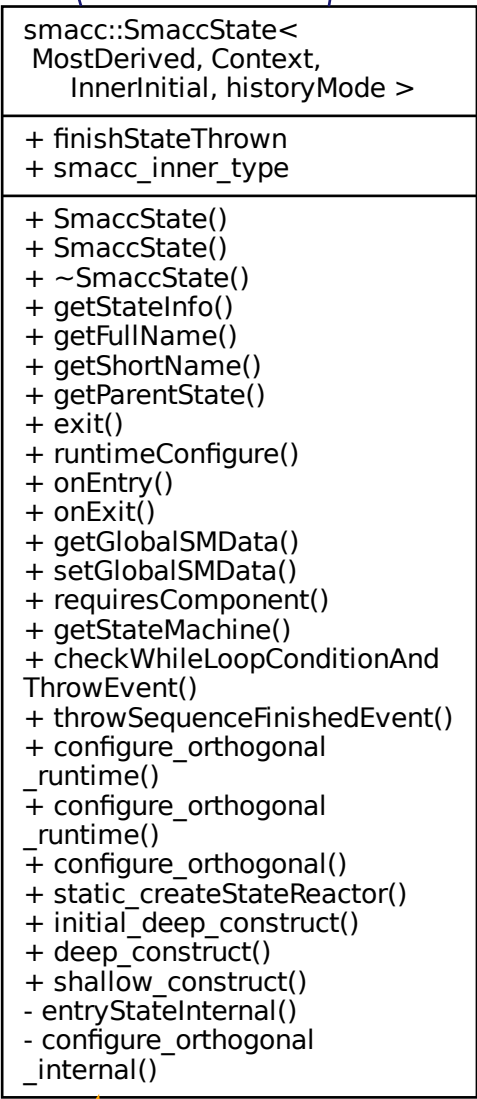 smacc::SmaccState<
MostDerived, Context,
InnerInitial, historyMode >
+ finishStateThrown
+ smacc_inner_type
+ SmaccState()
+ SmaccState()
+ ~SmaccState()
+ getStateInfo()
+ getFullName()
+ getShortName()
+ getParentState()
+ exit()
+ runtimeConfigure()
+ onEntry()
+ onExit()
+ getGlobalSMData()
+ setGlobalSMData()
+ requiresComponent()
+ getStateMachine()
+ checkWhileLoopConditionAnd
ThrowEvent()
+ throwSequenceFinishedEvent()
+ configure_orthogonal
_runtime()
+ configure_orthogonal
_runtime()
+ configure_orthogonal()
+ static_createStateReactor()
+ initial_deep_construct()
+ deep_construct()
+ shallow_construct()
- entryStateInternal()
- configure_orthogonal
_internal()